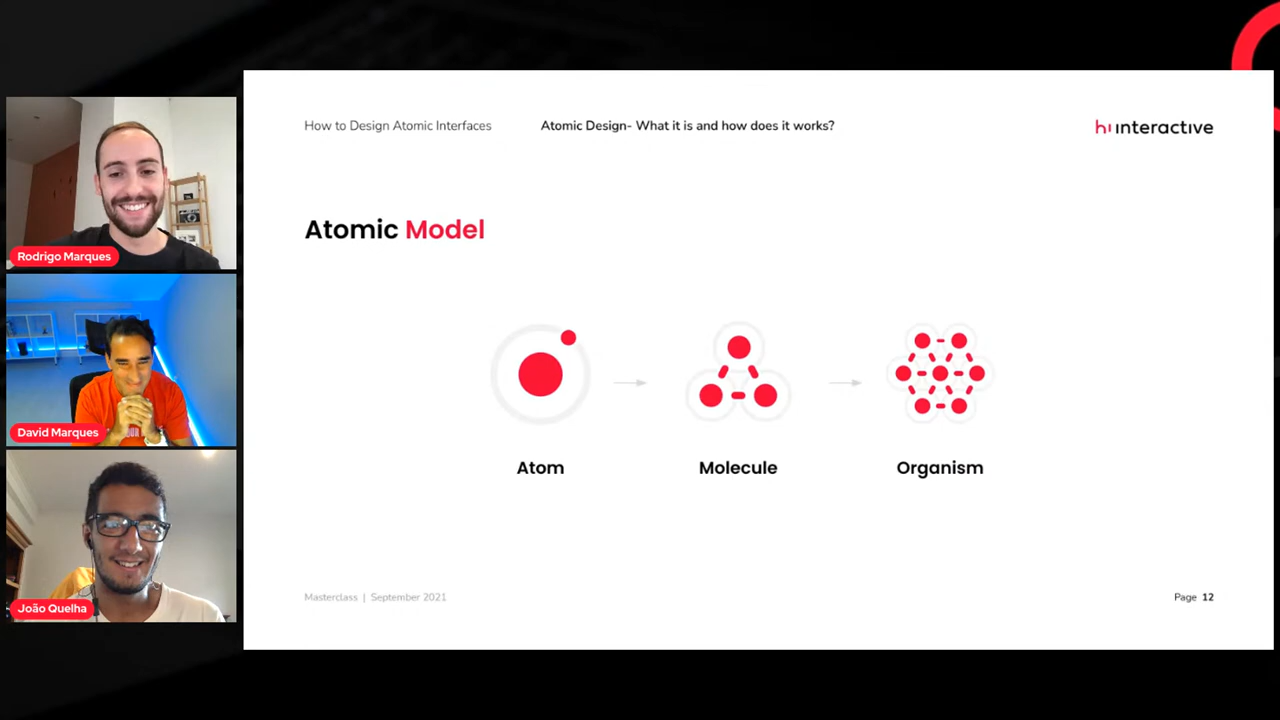 How to Design Atomic Interfaces
Atomic Design- What it is and how does it works?
hi interactive
Atomic Model
Atom
Molecule
Organism
Masterclass | September 2021
Page 12
Rodrigo Marques
David Marques
João Quelha